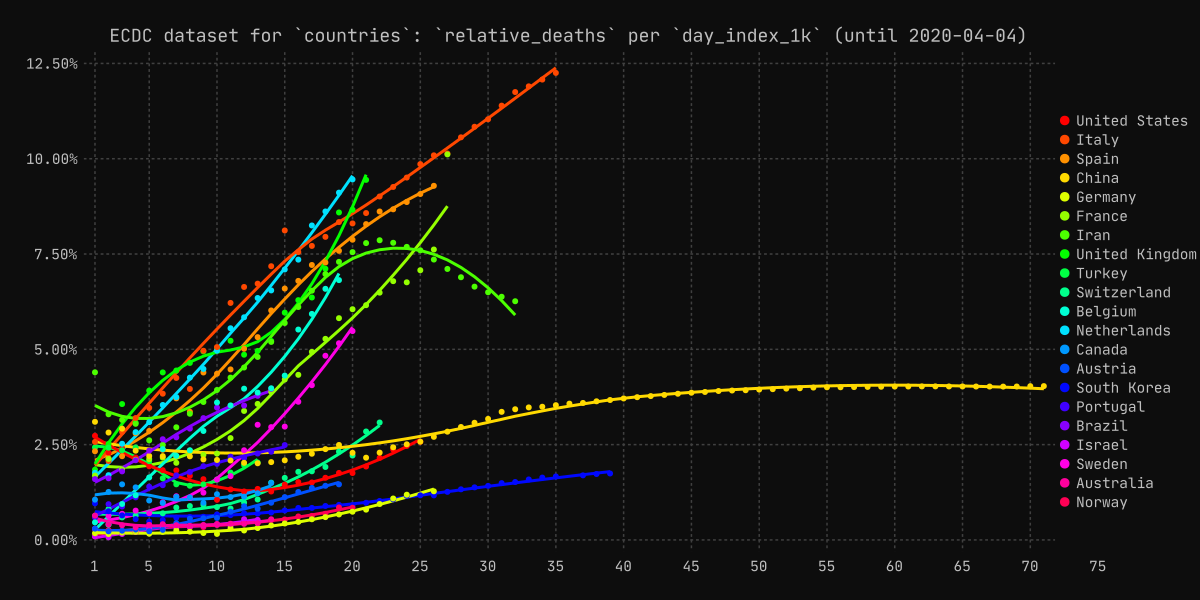 ECDC dataset for `countries`: `relative_deaths` per `day_index_1k` (until 2020-04-04)
12.50%
10.00%
7.50%
5.00%
2.50%
0.00%
1 5 10 15 20 25 30 35 40 45 50 55 60 65 70 75
United States
Italy
Spain
China
Germany
France
Iran
United Kingdom
Turkey
Switzerland
Belgium
Netherlands
Canada
Austria
South Korea
Portugal
Brazil
Israel
Sweden
Australia
Norway